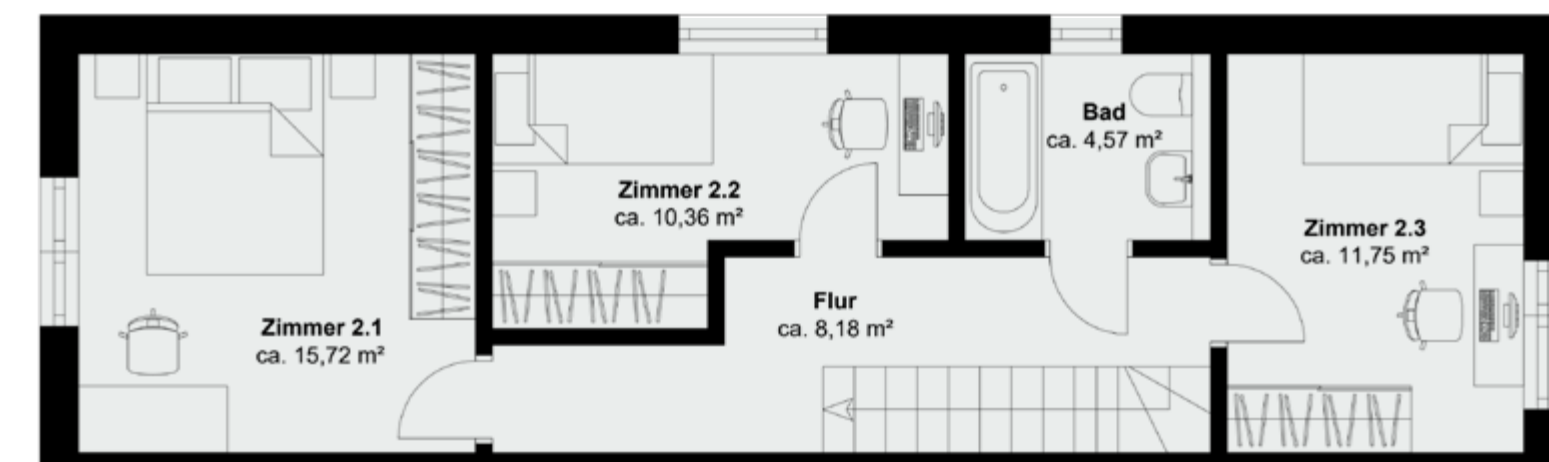 Zimmer 2.1
ca. 15,72 m²
Zimmer 2.2
ca. 10,36 m²
Flur
ca. 8,18 m²
Bad
ca. 4,57 m²
Zimmer 2.3
ca. 11,75 m²